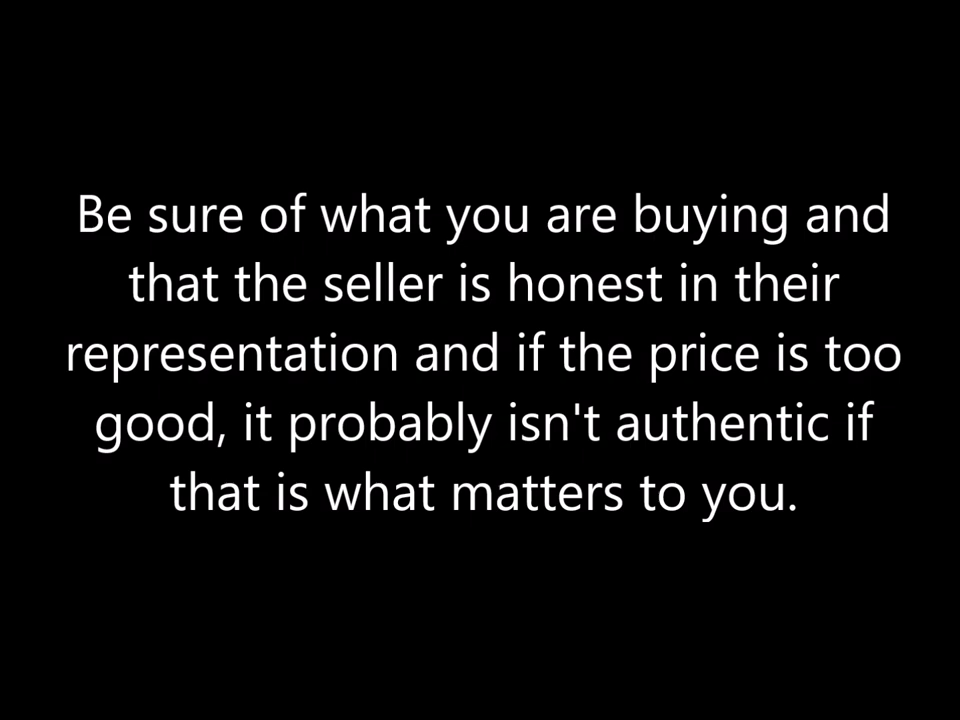 Be sure of what you are buying and
that the seller is honest in their
representation and if the price is too
good, it probably isn't authentic if
that is what matters to you.